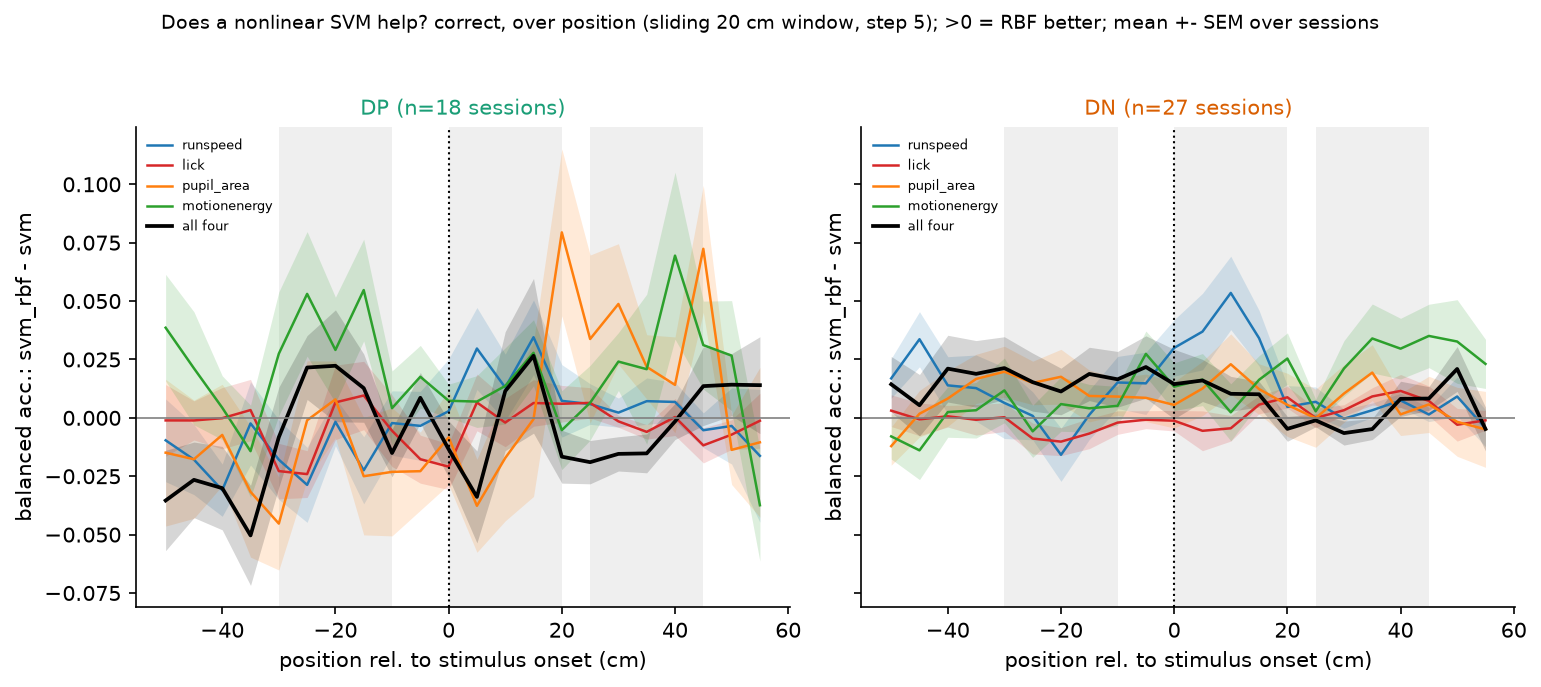 Does a nonlinear SVM help? correct, over position (sliding 20 cm window, step 5); >0 = RBF better; mean +- SEM over sessions
DP (n=18 sessions)
runspeed
lick
pupil_area
motionenergy
all four
0.100
0.075
0.050
0.025
0.000
−0.025
−0.050
−0.075
balanced acc.: svm_rbf - svm
−40
−20
0
20
40
60
position rel. to stimulus onset (cm)
DN (n=27 sessions)
runspeed
lick
pupil_area
motionenergy
all four
balanced acc.: svm_rbf - svm
−40
−20
0
20
40
60
position rel. to stimulus onset (cm)